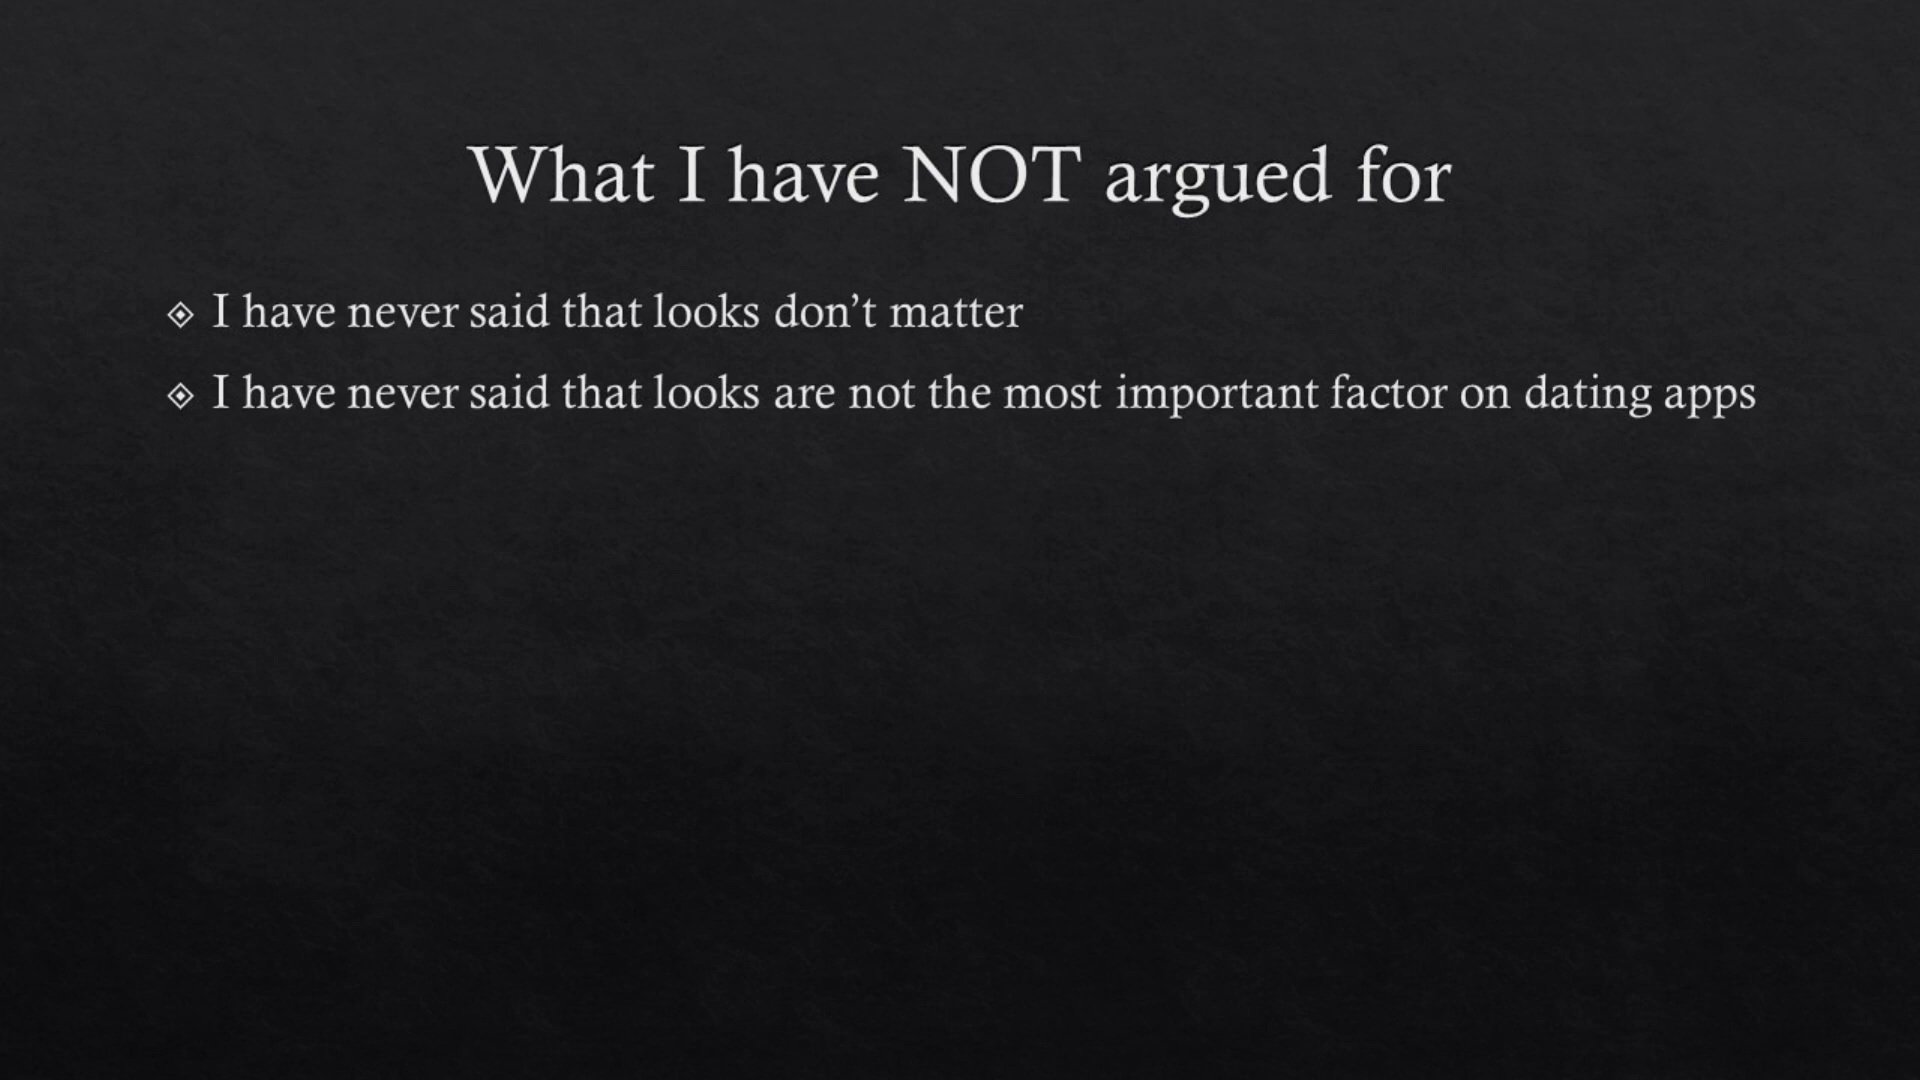 What I have NOT argued for
I have never said that looks don’t matter
I have never said that looks are not the most important factor on dating apps